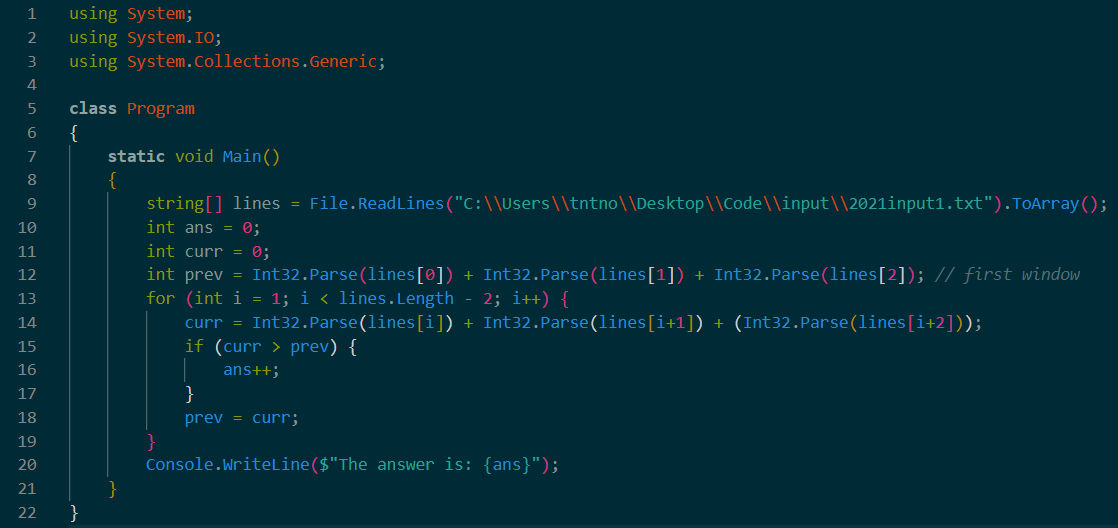 1 using System;
2 using System.IO;
3 using System.Collections.Generic;
4
5 class Program
6 {
7     static void Main()
8     {
9         string[] lines = File.ReadLines("C:\\Users\\tntno\\Desktop\\Code\\input\\2021input1.txt").ToArray();
10         int ans = 0;
11         int curr = 0;
12         int prev = Int32.Parse(lines[0]) + Int32.Parse(lines[1]) + Int32.Parse(lines[2]); // first window
13         for (int i = 1; i < lines.Length - 2; i++) {
14             curr = Int32.Parse(lines[i]) + Int32.Parse(lines[i+1]) + (Int32.Parse(lines[i+2]));
15             if (curr > prev) {
16                 ans++;
17             }
18             prev = curr;
19         }
20         Console.WriteLine($"The answer is: {ans}");
21     }
22 }